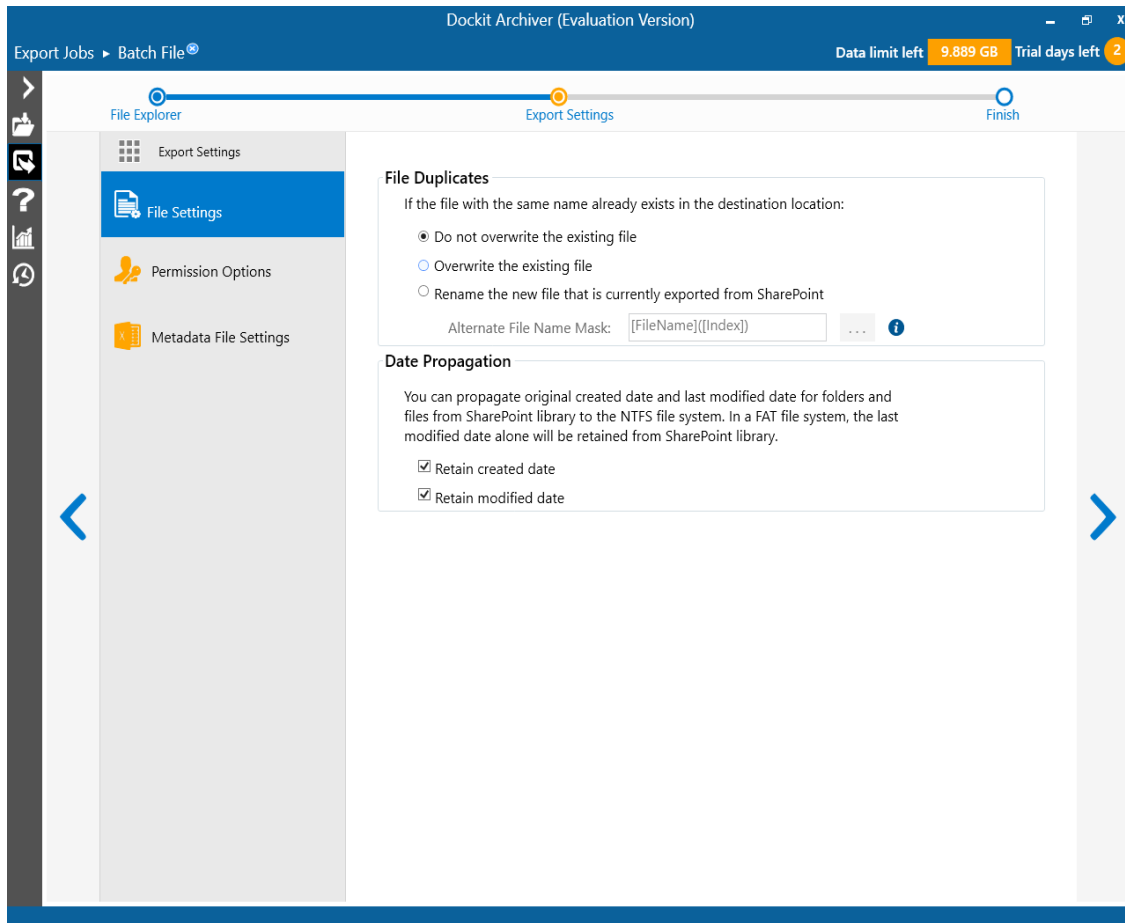 Dockit Archiver (Evaluation Version)
Export Jobs ▸ Batch File
Data limit left 9.889 GB Trial days left 2
File Explorer
Export Settings
Finish
Export Settings
File Settings
Permission Options
Metadata File Settings
File Duplicates
If the file with the same name already exists in the destination location:
Do not overwrite the existing file
Overwrite the existing file
Rename the new file that is currently exported from SharePoint
Alternate File Name Mask: [FileName]([Index]) ...
Date Propagation
You can propagate original created date and last modified date for folders and
files from SharePoint library to the NTFS file system. In a FAT file system, the last
modified date alone will be retained from SharePoint library.
Retain created date
Retain modified date